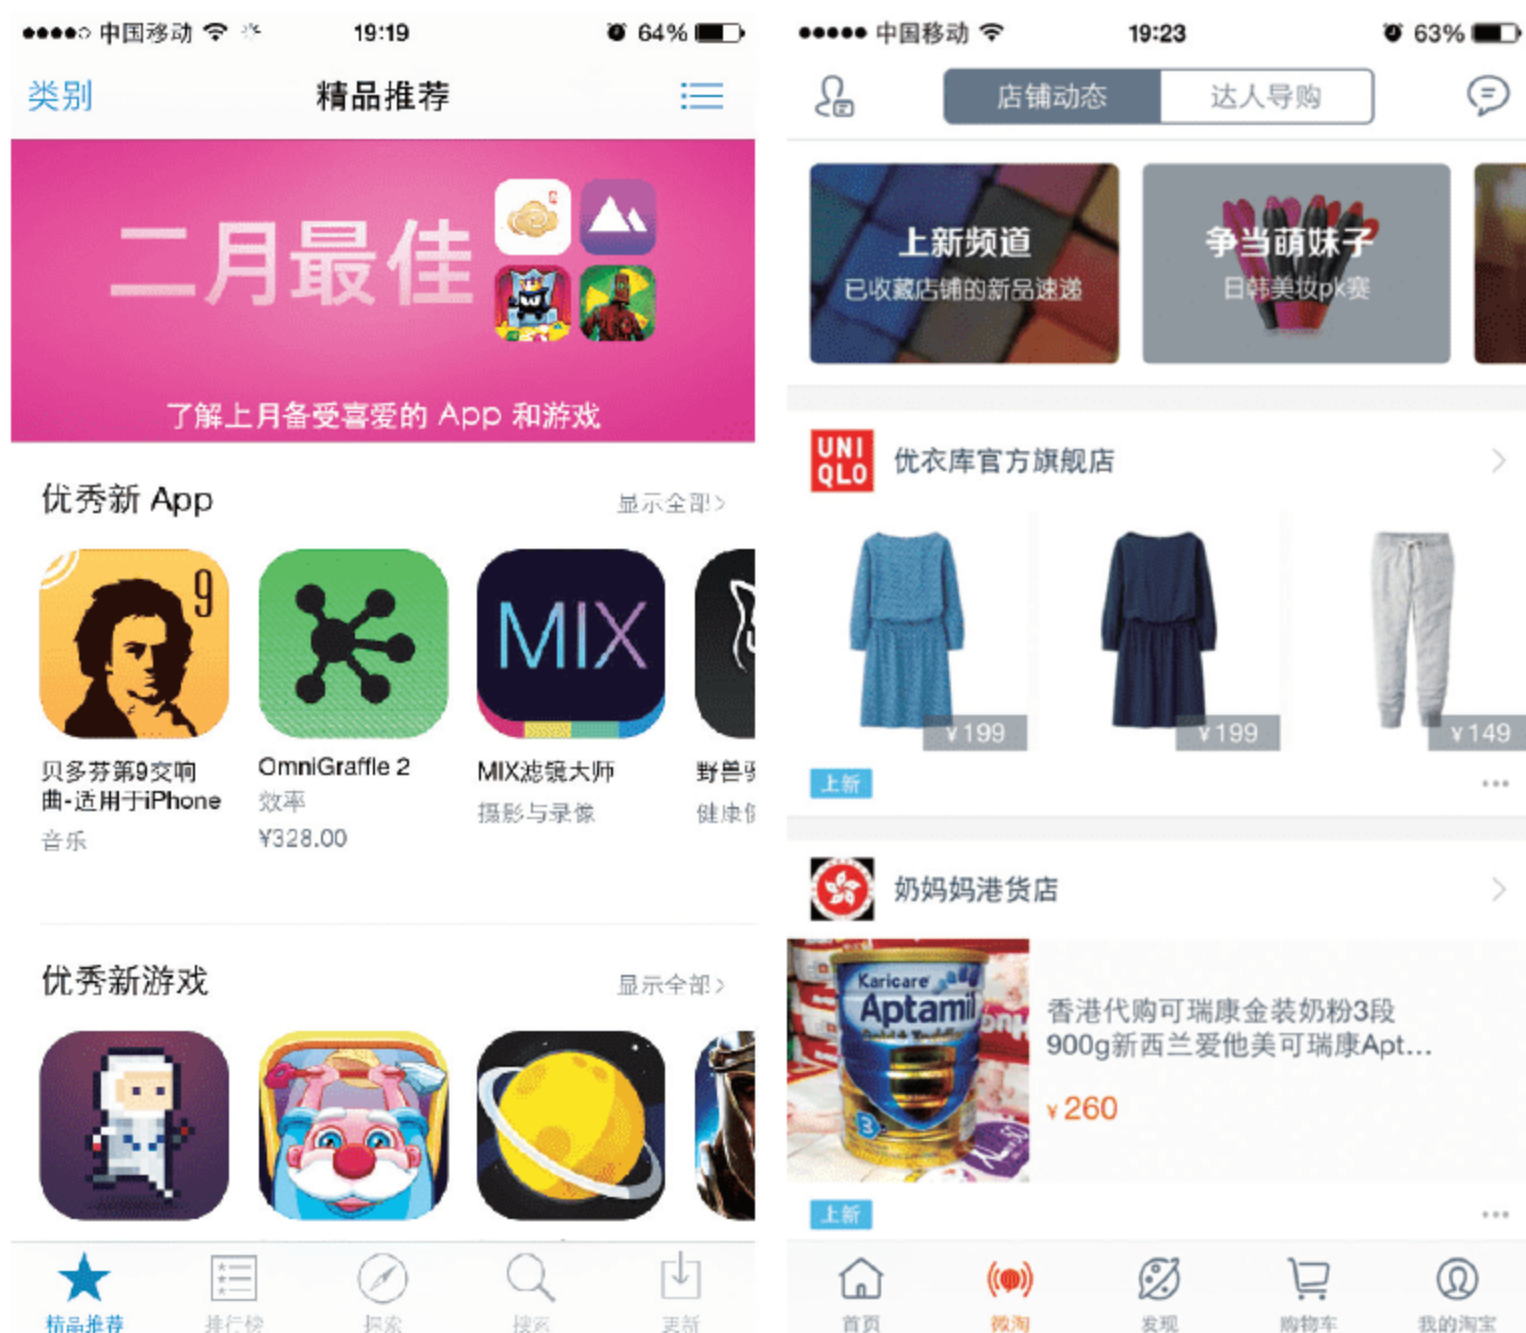 中国移动
19:19
64%
类别
精品推荐
二月最佳
了解上月备受喜爱的 App 和游戏
优秀新 App
显示全部>
9
MIX
贝多芬第9交响
曲-适用于iPhone
音乐
OmniGraffle 2
效率
¥328.00
MIX滤镜大师
摄影与录像
野兽
健康
优秀新游戏
显示全部>
精品推荐
排行榜
探索
搜索
更新
中国移动
19:23
63%
店铺动态
达人导购
上新频道
已收藏店铺的新品速递
争当萌妹子
日韩美妆pk赛
UNI
QLO
优衣库官方旗舰店
¥199
¥199
¥149
上新
奶妈妈港货店
Karicare
Aptamil
3
香港代购可瑞康金装奶粉3段
900g新西兰爱他美可瑞康Apt...
¥260
上新
首页
微淘
发现
购物车
我的淘宝